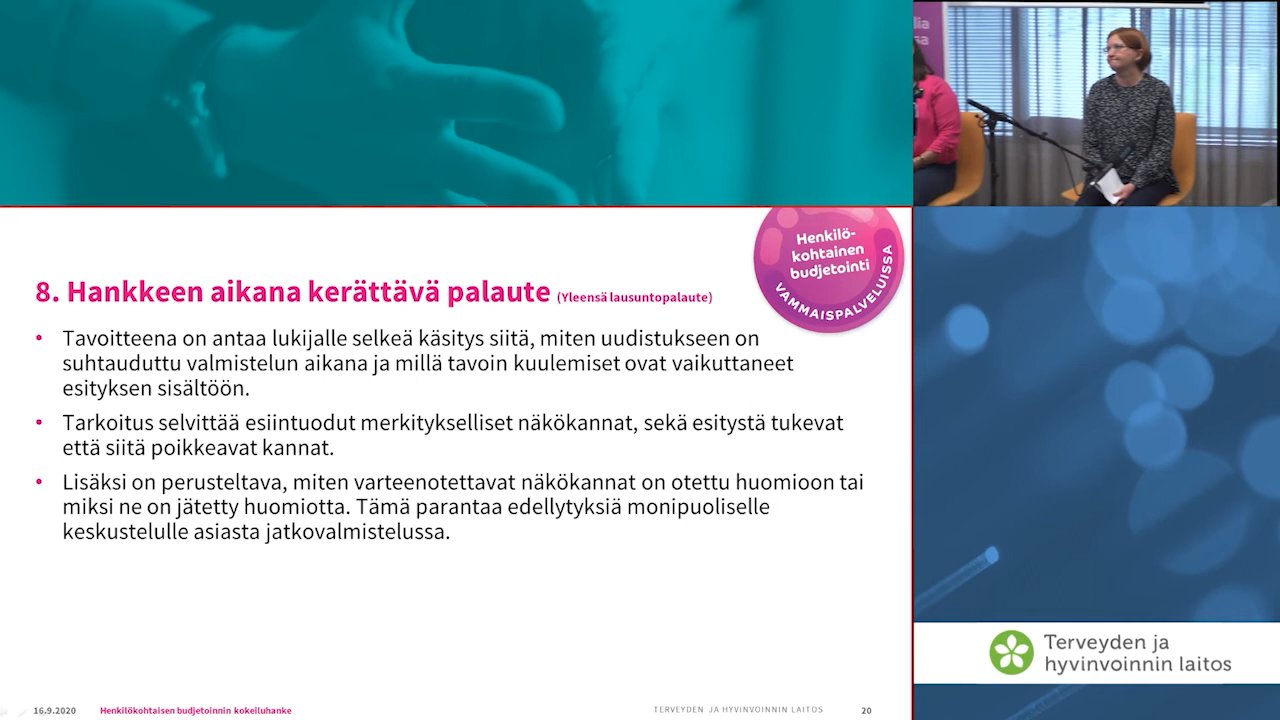 Henkilö-
kohtainen
budjetointi
VAMMAISPALVELUISSA
8. Hankkeen aikana kerättävä palaute (Yleensä lausuntopalaute)
• Tavoitteena on antaa lukijalle selkeä käsitys siitä, miten uudistukseen on
suhtauduttu valmistelun aikana ja millä tavoin kuulemiset ovat vaikuttaneet
esityksen sisältöön.
• Tarkoitus selvittää esiintuodut merkitykselliset näkökannat, sekä esitystä tukevat
että siitä poikkeavat kannat.
• Lisäksi on perusteltava, miten varteenotettavat näkökannat on otettu huomioon tai
miksi ne on jätetty huomiotta. Tämä parantaa edellytyksiä monipuoliselle
keskustelulle asiasta jatkovalmistelussa.
16.9.2020 Henkilökohtaisen budjetoinnin kokeiluhanke TERVEYDEN JA HYVINVOINNIN LAITOS 20
Terveyden ja
hyvinvoinnin laitos